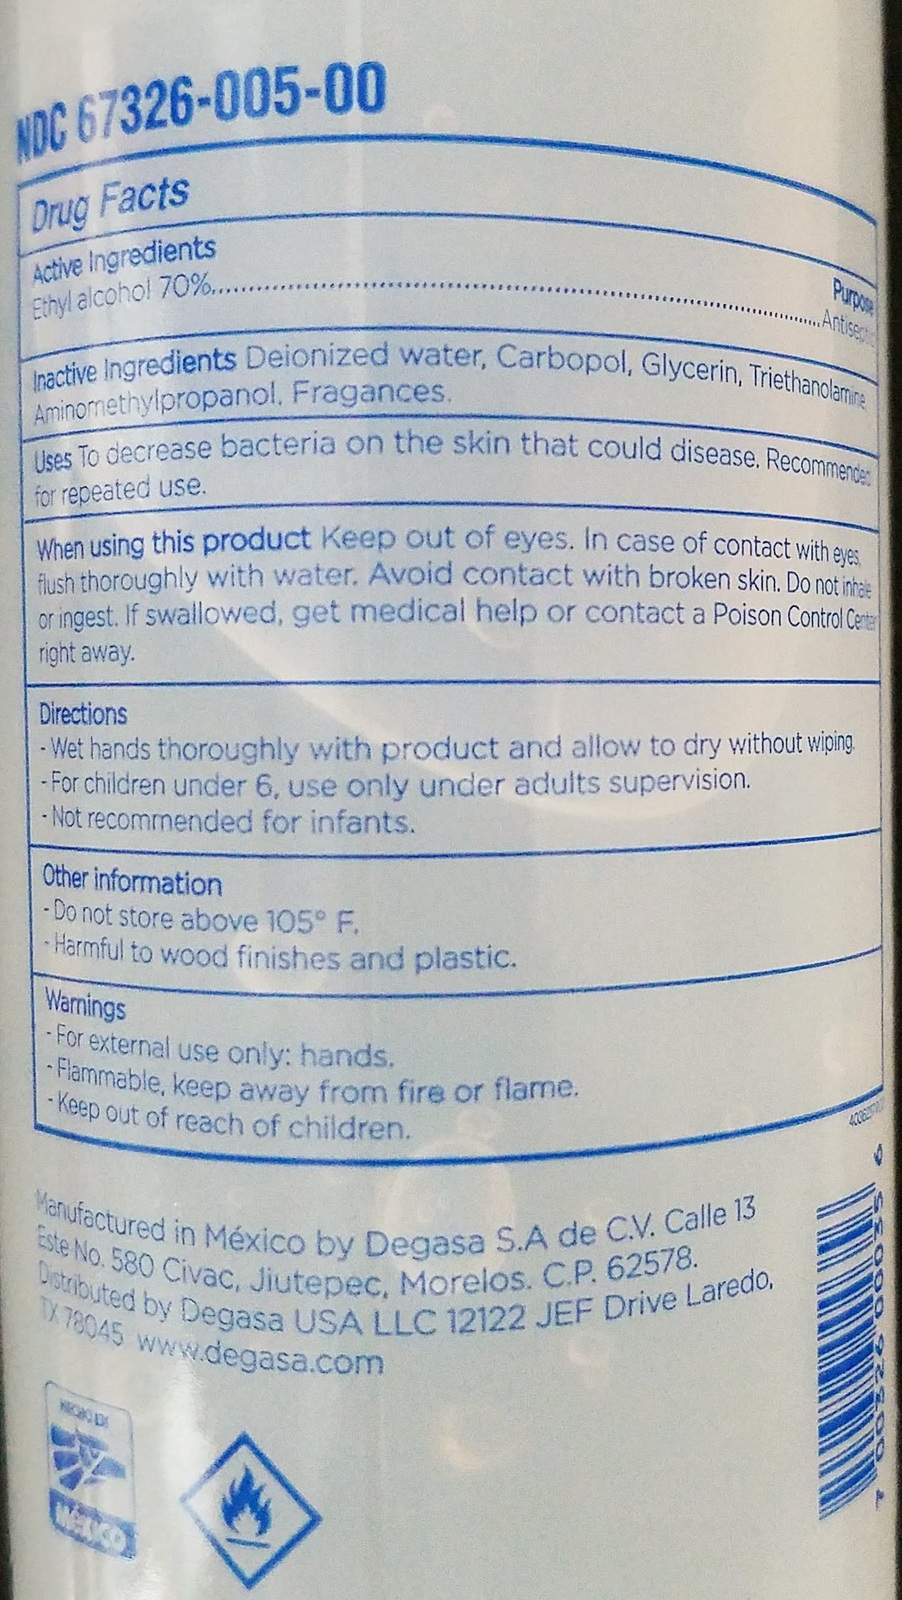 NDC 67326-005-00
Drug Facts
Active Ingredients
Purpose
Ethyl alcohol 70%..........Antiseptic
Inactive Ingredients Deionized water, Carbopol, Glycerin, Triethanolamine
Aminomethylpropanol. Fragances.
Uses To decrease bacteria on the skin that could disease. Recommended
for repeated use.
When using this product Keep out of eyes. In case of contact with eyes,
flush thoroughly with water. Avoid contact with broken skin. Do not inhale
or ingest. If swallowed, get medical help or contact a Poison Control Center
right away.
Directions
- Wet hands thoroughly with product and allow to dry without wiping.
- For children under 6, use only under adults supervision.
- Not recommended for infants.
Other information
- Do not store above 105° F.
- Harmful to wood finishes and plastic.
Warnings
- For external use only: hands.
- Flammable, keep away from fire or flame.
- Keep out of reach of children.
Manufactured in México by Degasa S.A de C.V. Calle 13
Este No. 580 Civac, Jiutepec, Morelos. C.P. 62578.
Distributed by Degasa USA LLC 12122 JEF Drive Laredo,
TX 78045 www.degasa.com
HECHO EN
MÉXICO
7 00326 00035 6